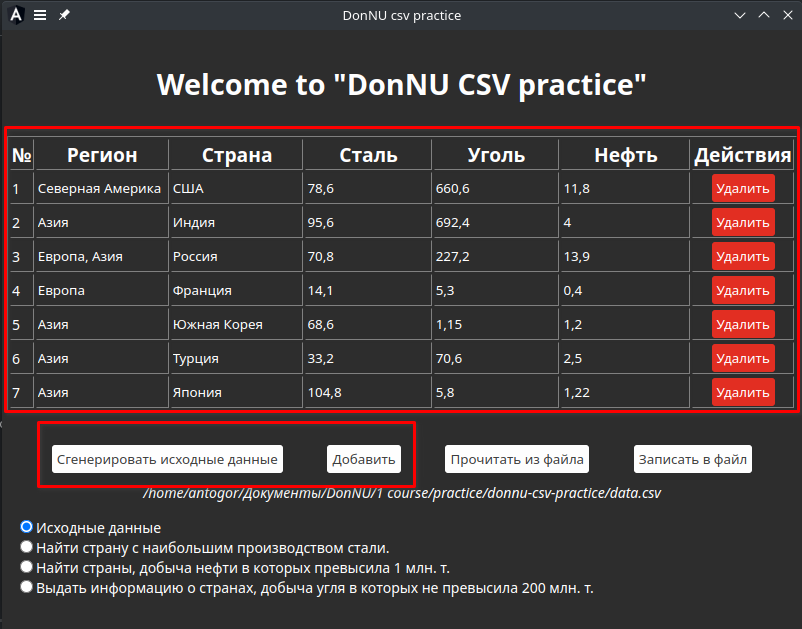 DonNU csv practice
Welcome to "DonNU CSV practice"
№ Регион Страна Сталь Уголь Нефть Действия
1 Северная Америка США 78,6 660,6 11,8 Удалить
2 Азия Индия 95,6 692,4 4 Удалить
3 Европа, Азия Россия 70,8 227,2 13,9 Удалить
4 Европа Франция 14,1 5,3 0,4 Удалить
5 Азия Южная Корея 68,6 1,15 1,2 Удалить
6 Азия Турция 33,2 70,6 2,5 Удалить
7 Азия Япония 104,8 5,8 1,22 Удалить
Сгенерировать исходные данные Добавить Прочитать из файла Записать в файл
/home/antogor/Документы/DonNU/1 course/practice/donnu-csv-practice/data.csv
Исходные данные
Найти страну с наибольшим производством стали.
Найти страны, добыча нефти в которых превысила 1 млн. т.
Выдать информацию о странах, добыча угля в которых не превысила 200 млн. т.